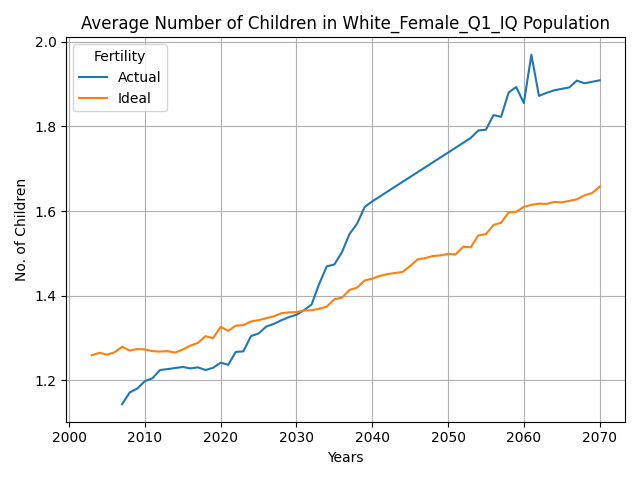 Average Number of Children in White_Female_Q1_IQ Population
Fertility
Actual
Ideal
No. of Children
2.0
1.8
1.6
1.4
1.2
2000 2010 2020 2030 2040 2050 2060 2070
Years